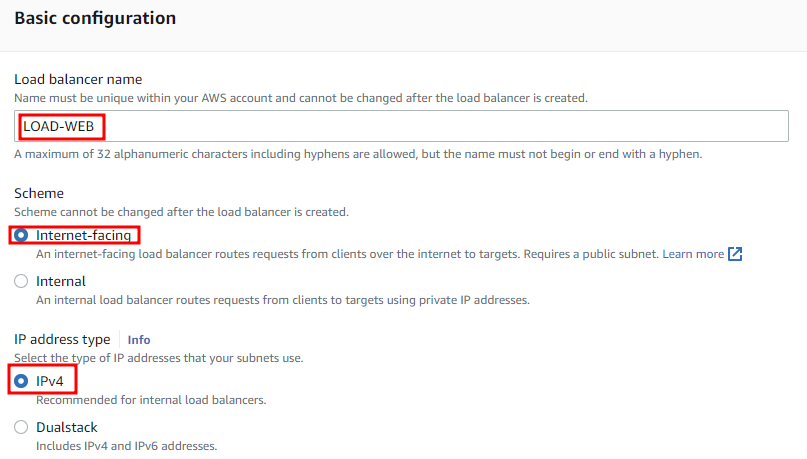 Basic configuration
Load balancer name
Name must be unique within your AWS account and cannot be changed after the load balancer is created.
LOAD-WEB
A maximum of 32 alphanumeric characters including hyphens are allowed, but the name must not begin or end with a hyphen.
Scheme
Scheme cannot be changed after the load balancer is created.
Internet-facing
An internet-facing load balancer routes requests from clients over the internet to targets. Requires a public subnet. Learn more
Internal
An internal load balancer routes requests from clients to targets using private IP addresses.
IP address type Info
Select the type of IP addresses that your subnets use.
IPv4
Recommended for internal load balancers.
Dualstack
Includes IPv4 and IPv6 addresses.